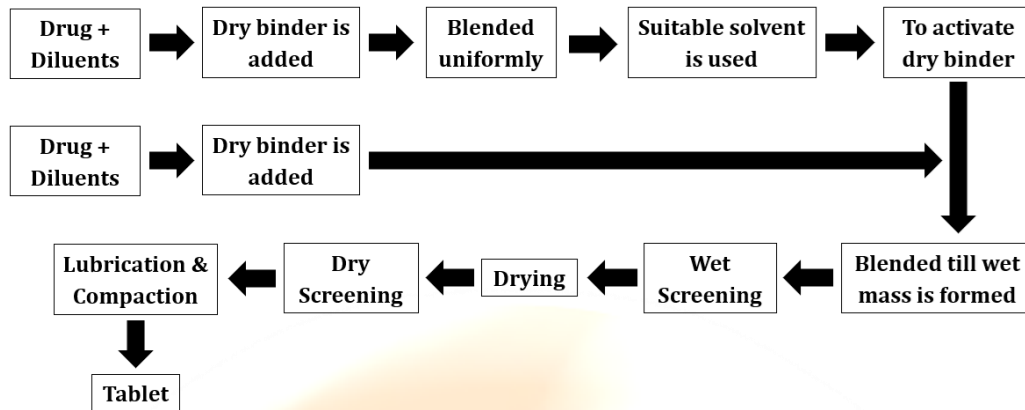 Drug +
Diluents
Dry binder is
added
Blended
uniformly
Suitable solvent
is used
To activate
dry binder
Drug +
Diluents
Dry binder is
added
Lubrication &
Compaction
Dry
Screening
Drying
Wet
Screening
Blended till wet
mass is formed
Tablet